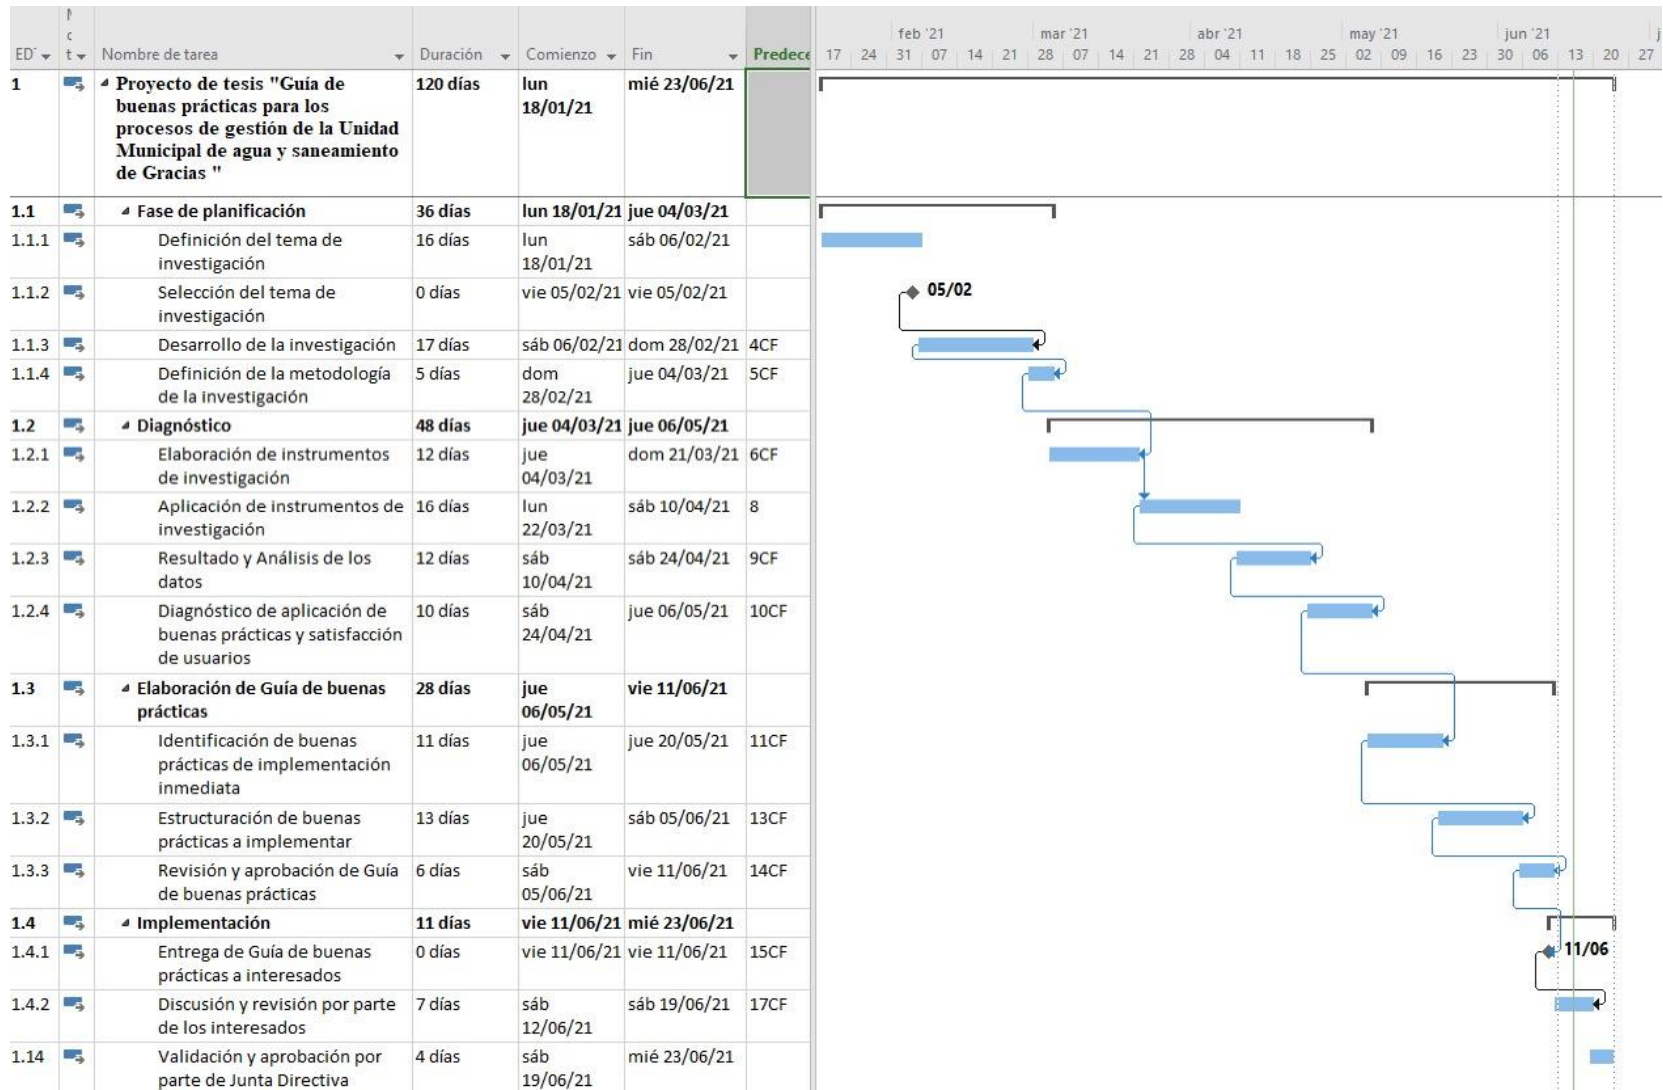 feb '21 mar '21 abr '21 may '21 jun '21
ED Nombre de tarea Duración Comienzo Fin Predece 17 24 31 07 14 21 28 07 14 21 28 04 11 18 25 02 09 16 23 30 06 13 20 27
1 Proyecto de tesis "Guía de 120 días lun mié 23/06/21
buenas prácticas para los 18/01/21
procesos de gestión de la Unidad
Municipal de agua y saneamiento
de Gracias "
1.1 Fase de planificación 36 días lun 18/01/21 jue 04/03/21
1.1.1 Definición del tema de 16 días lun sáb 06/02/21
investigación 18/01/21
1.1.2 Selección del tema de 0 días vie 05/02/21 vie 05/02/21 05/02
investigación
1.1.3 Desarrollo de la investigación 17 días sáb 06/02/21 dom 28/02/21 4CF
1.1.4 Definición de la metodología 5 días dom jue 04/03/21 5CF
de la investigación 28/02/21
1.2 Diagnóstico 48 días jue 04/03/21 jue 06/05/21
1.2.1 Elaboración de instrumentos 12 días jue dom 21/03/21 6CF
de investigación 04/03/21
1.2.2 Aplicación de instrumentos de 16 días lun sáb 10/04/21 8
investigación 22/03/21
1.2.3 Resultado y Análisis de los 12 días sáb sáb 24/04/21 9CF
datos 10/04/21
1.2.4 Diagnóstico de aplicación de 10 días sáb jue 06/05/21 10CF
buenas prácticas y satisfacción 24/04/21
de usuarios
1.3 Elaboración de Guía de buenas 28 días jue vie 11/06/21
prácticas 06/05/21
1.3.1 Identificación de buenas 11 días jue jue 20/05/21 11CF
prácticas de implementación 06/05/21
inmediata
1.3.2 Estructuración de buenas 13 días jue sáb 05/06/21 13CF
prácticas a implementar 20/05/21
1.3.3 Revisión y aprobación de Guía 6 días sáb vie 11/06/21 14CF
de buenas prácticas 05/06/21
1.4 Implementación 11 días vie 11/06/21 mié 23/06/21
1.4.1 Entrega de Guía de buenas 0 días vie 11/06/21 vie 11/06/21 15CF 11/06
prácticas a interesados
1.4.2 Discusión y revisión por parte 7 días sáb sáb 19/06/21 17CF
de los interesados 12/06/21
1.14 Validación y aprobación por 4 días sáb mié 23/06/21
parte de Junta Directiva 19/06/21